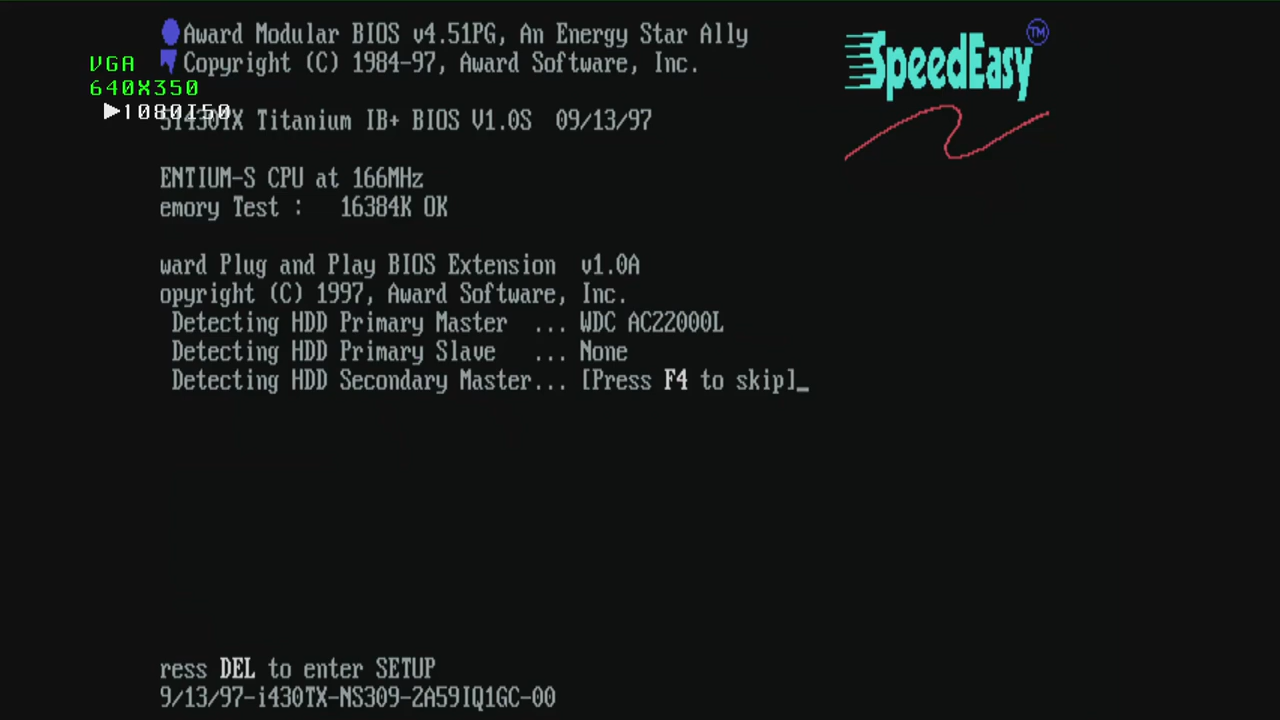 Award Modular BIOS v4.51PG, An Energy Star Ally
Copyright (C) 1984-97, Award Software, Inc.
SpeedEasy TM
VGA
640X350
▶1080I50
430TX Titanium IB+ BIOS V1.0S 09/13/97
ENTIUM-S CPU at 166MHz
emory Test : 16384K OK
ward Plug and Play BIOS Extension v1.0A
opyright (C) 1997, Award Software, Inc.
Detecting HDD Primary Master ... WDC AC22000L
Detecting HDD Primary Slave ... None
Detecting HDD Secondary Master... [Press F4 to skip]_
ress DEL to enter SETUP
9/13/97-i430TX-NS309-2A59IQ1GC-00